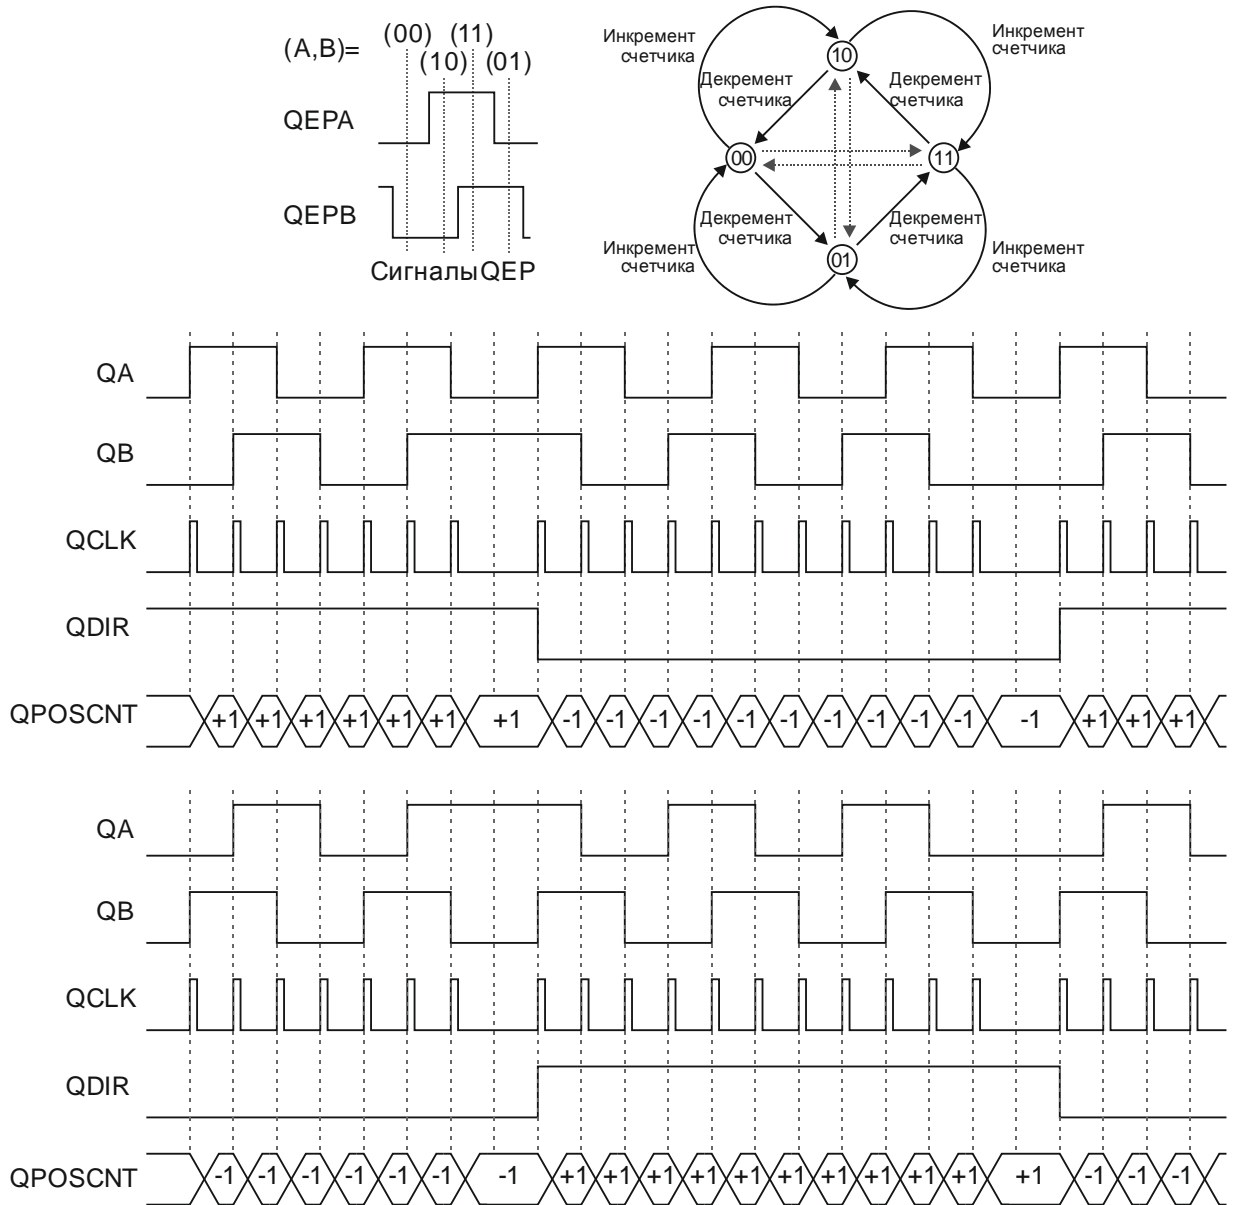 (A,B)=
(00) (11)
(10) (01)
QEPA
QEPB
Сигналы QEP
Инкремент
счетчика
Инкремент
счетчика
10
Декремент
счетчика
Декремент
счетчика
00
11
Декремент
счетчика
Декремент
счетчика
Инкремент
счетчика
Инкремент
счетчика
01
QA
QB
QCLK
QDIR
QPOSCNT +1 +1 +1 +1 +1 +1 +1 -1 -1 -1 -1 -1 -1 -1 -1 -1 -1 -1 +1 +1 +1
QA
QB
QCLK
QDIR
QPOSCNT -1 -1 -1 -1 -1 -1 -1 +1 +1 +1 +1 +1 +1 +1 +1 +1 +1 +1 -1 -1 -1